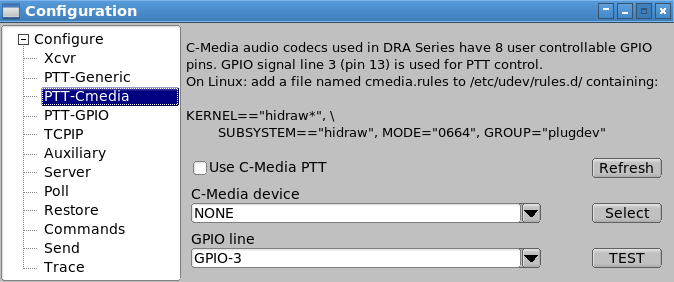 Configuration
Configure
Xcvr
PTT-Generic
PTT-Cmedia
PTT-GPIO
TCPIP
Auxiliary
Server
Poll
Restore
Commands
Send
Trace
C-Media audio codecs used in DRA Series have 8 user controllable GPIO
pins. GPIO signal line 3 (pin 13) is used for PTT control.
On Linux: add a file named cmedia.rules to /etc/udev/rules.d/ containing:
KERNEL=="hidraw*", \
SUBSYSTEM=="hidraw", MODE="0664", GROUP="plugdev"
Use C-Media PTT
Refresh
C-Media device
NONE
Select
GPIO line
GPIO-3
TEST